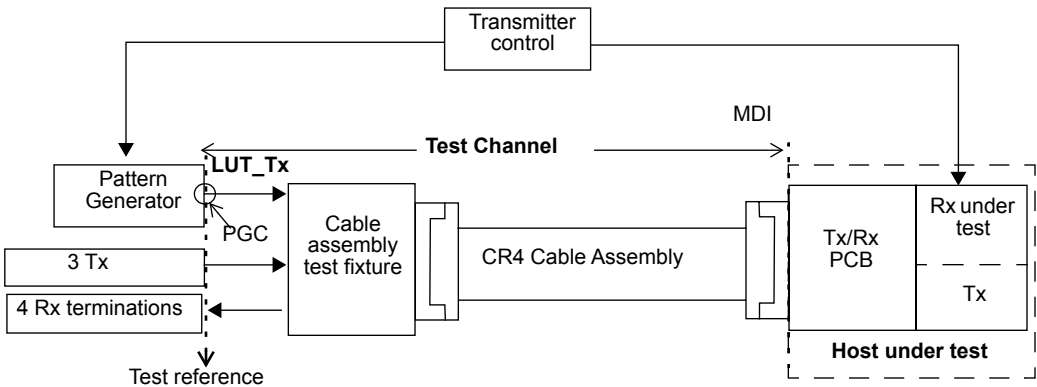 Transmitter
control
MDI
Test Channel
LUT_Tx
Pattern
Generator
PGC
Cable
assembly
test fixture
CR4 Cable Assembly
Tx/Rx
PCB
Rx under
test
Tx
3 Tx
4 Rx terminations
Host under test
Test reference